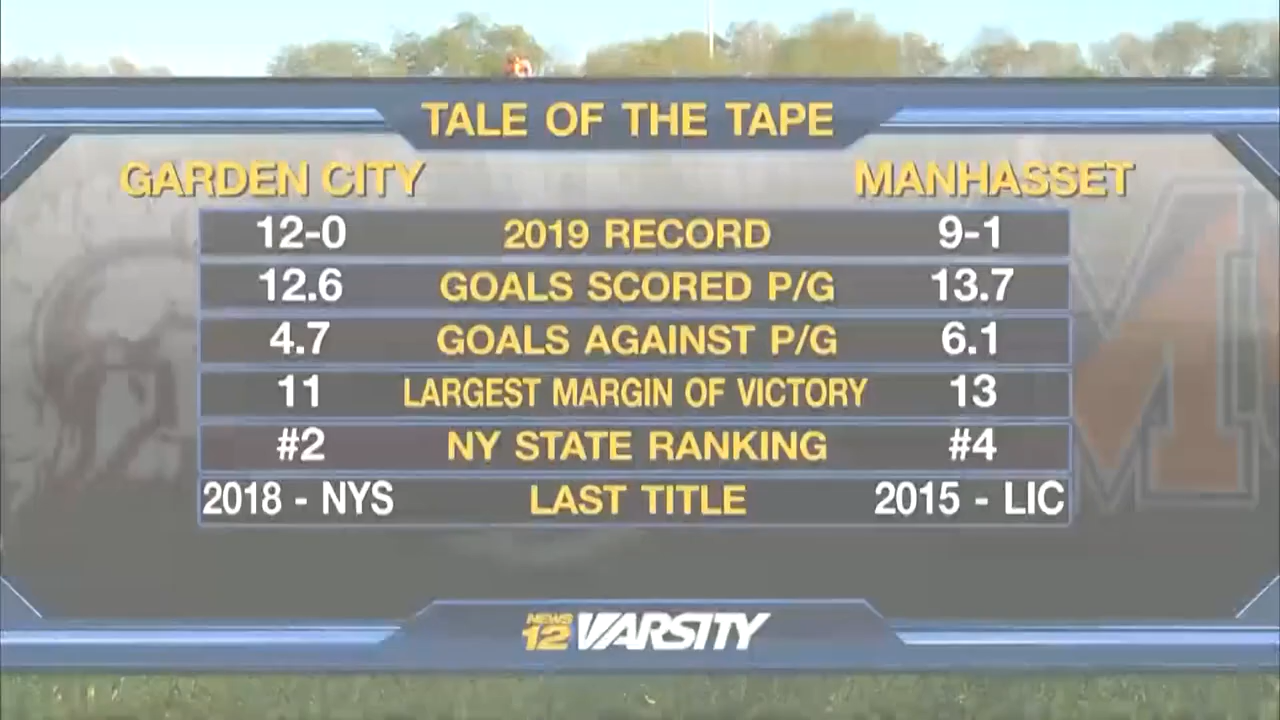 TALE OF THE TAPE
GARDEN CITY MANHASSET
12-0 2019 RECORD 9-1
12.6 GOALS SCORED P/G 13.7
4.7 GOALS AGAINST P/G 6.1
11 LARGEST MARGIN OF VICTORY 13
#2 NY STATE RANKING #4
2018 - NYS LAST TITLE 2015 - LIC
M
NEWS 12 VARSITY